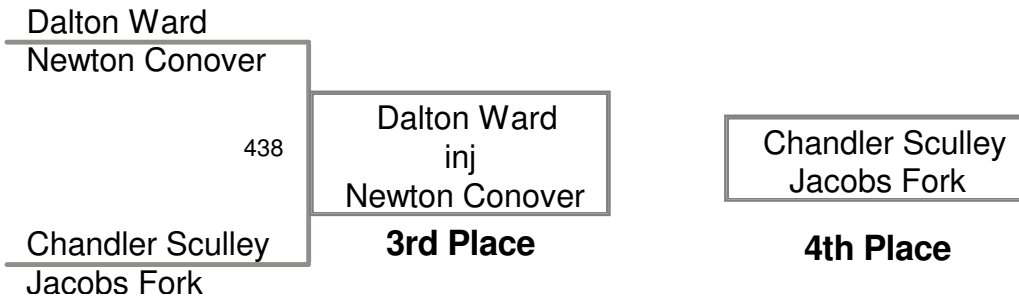 Dalton Ward
Newton Conover
438
Dalton Ward
inj
Newton Conover
3rd Place
Chandler Sculley
Jacobs Fork
4th Place
Chandler Sculley
Jacobs Fork